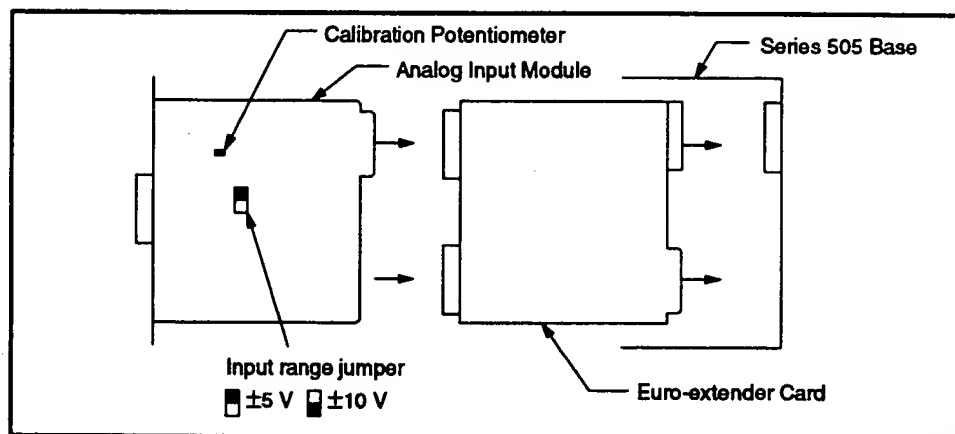 Calibration Potentiometer
Series 505 Base
Analog Input Module
Input range jumper
±5 V ±10 V
Euro-extender Card